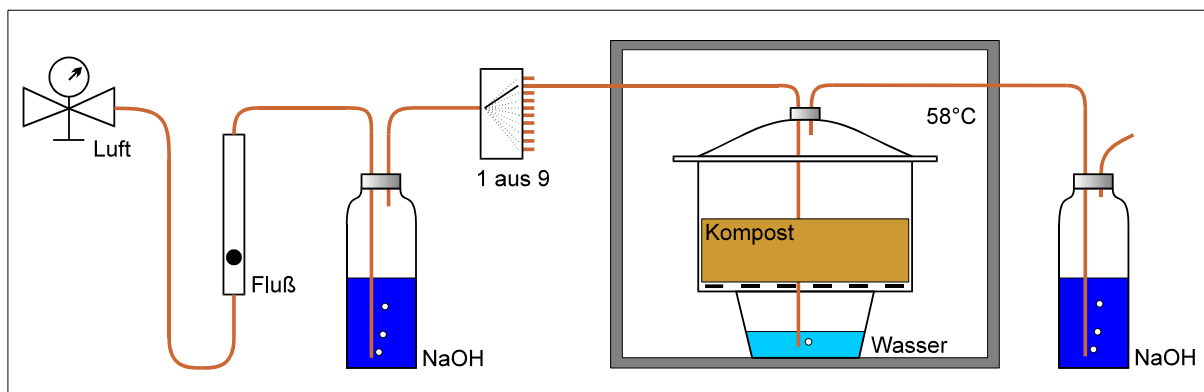 Luft
Fluß
NaOH
1 aus 9
58°C
Kompost
Wasser
NaOH